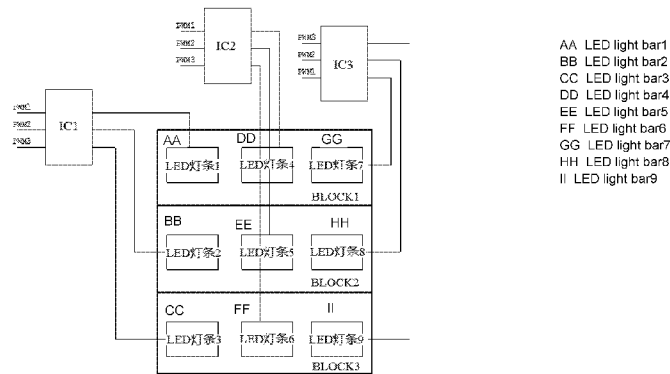 PWM1
PWM2
PWM3
IC2
PWM3
PWM2
PWM1
IC3
PWM1
PWM2
PWM3
IC1
AA LED light bar1
BB LED light bar2
CC LED light bar3
DD LED light bar4
EE LED light bar5
FF LED light bar6
GG LED light bar7
HH LED light bar8
II LED light bar9
AA DD GG
LED灯条1 LED灯条4 LED灯条7
BLOCK1
BB EE HH
LED灯条2 LED灯条5 LED灯条8
BLOCK2
CC FF II
LED灯条3 LED灯条6 LED灯条9
BLOCK3